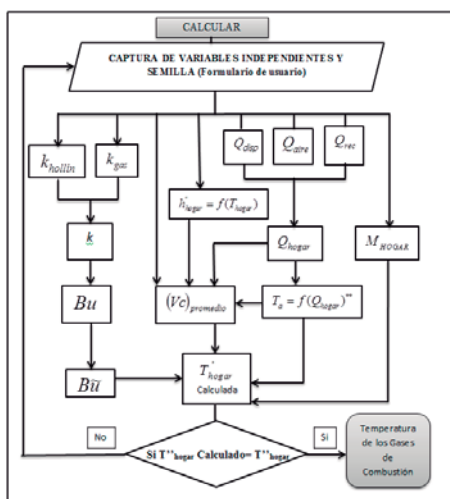 CALCULAR
CAPTURA DE VARIABLES INDEPENDIENTES Y
SEMILLA (Formulario de usuario)
k_hollin
k_gas
Q_disp
Q_aire
Q_rec
h''_hogar = f(T_hogar)
k
Q_hogar
M_HOGAR
Bu
(Vc)_promedio
T_a = f(Q_hogar)**
Bũ
T''_hogar
Calculada
No
Si T''_hogar Calculado= T''_hogar
Si
Temperatura
de los Gases
de
Combustión